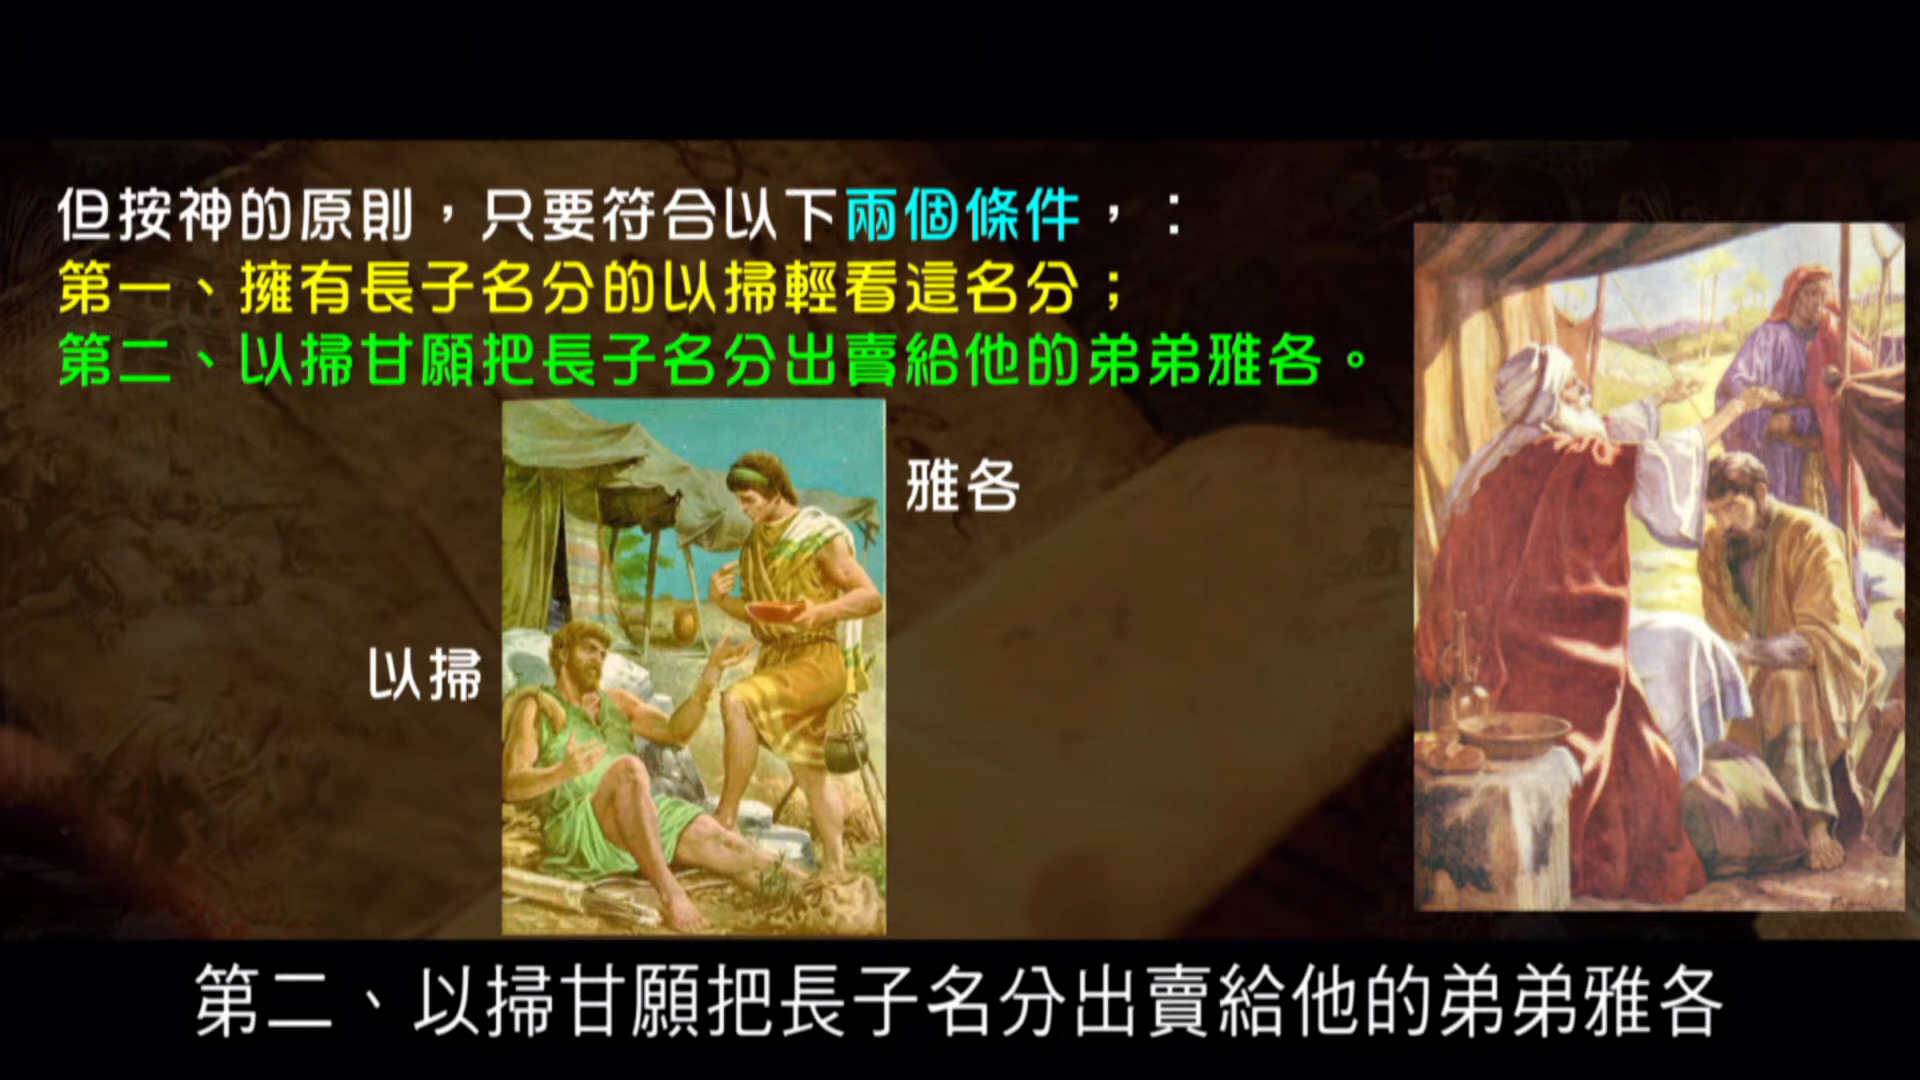 但按神的原則，只要符合以下兩個條件，：
第一、擁有長子名分的以掃輕看這名分；
第二、以掃甘願把長子名分出賣給他的弟弟雅各。
雅各
以掃
第二、以掃甘願把長子名分出賣給他的弟弟雅各